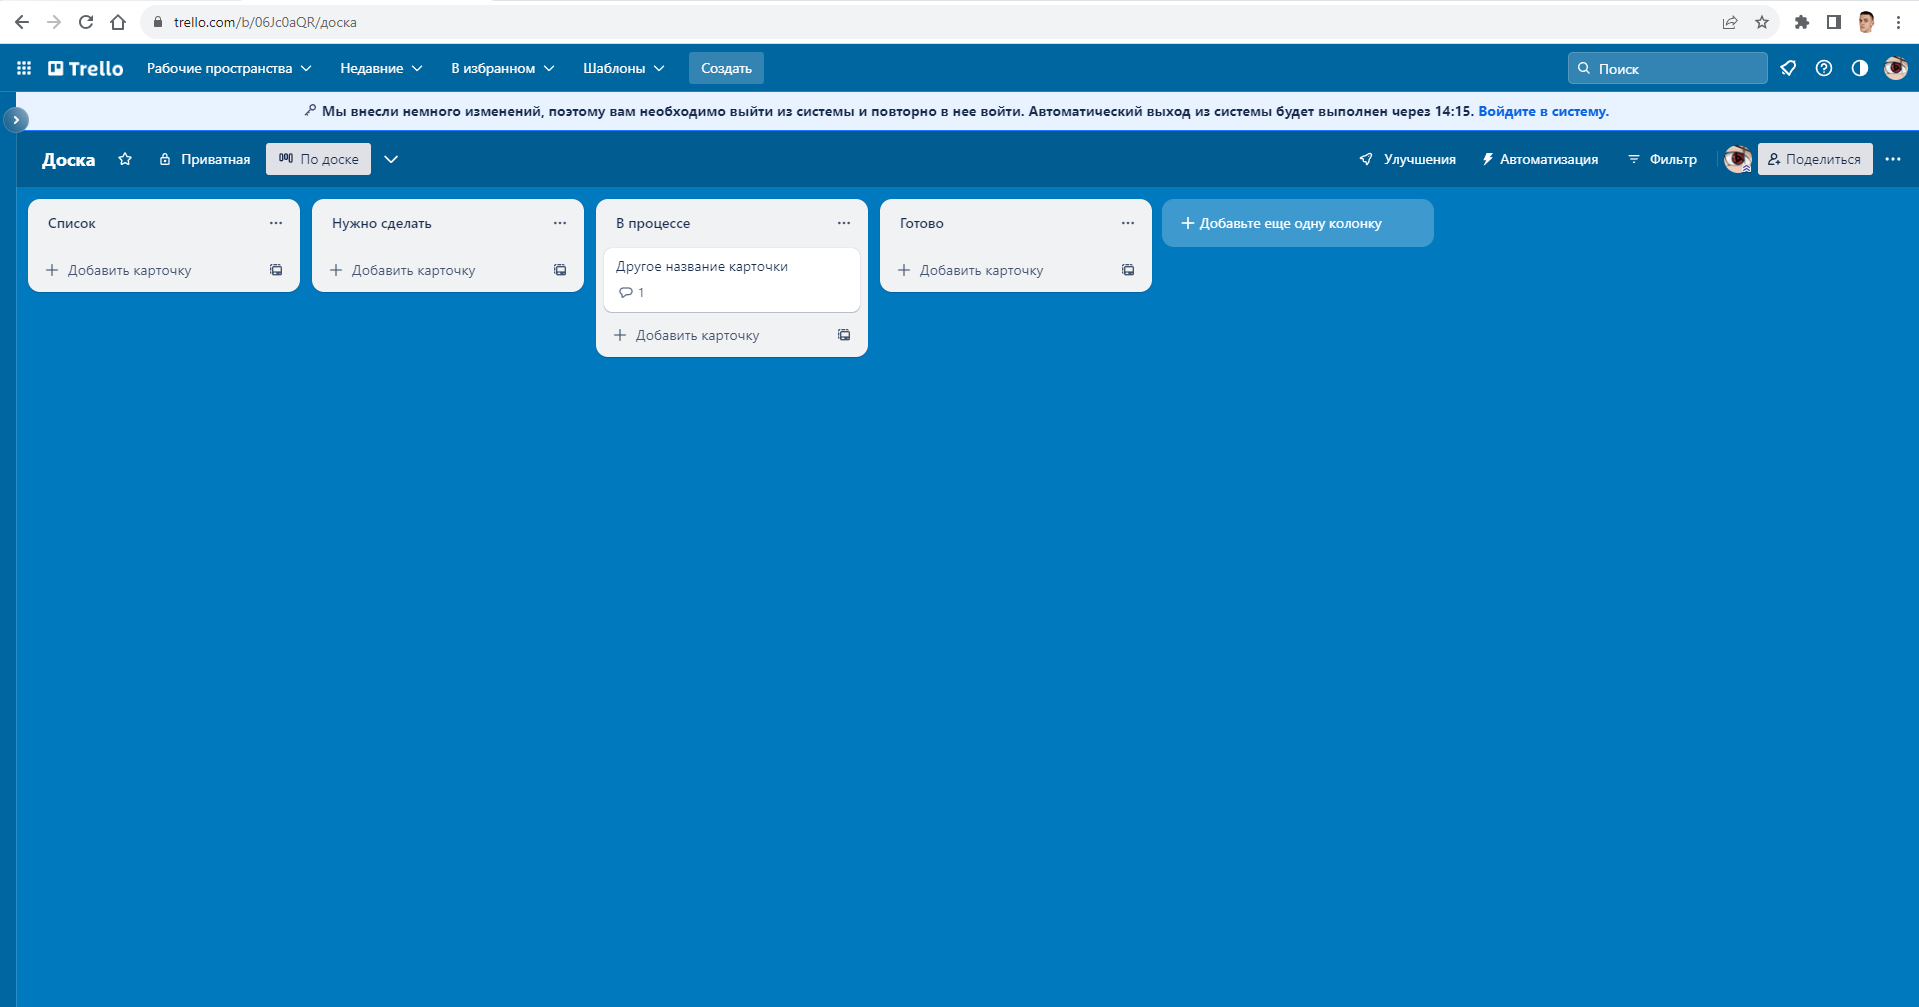 trello.com/b/06Jc0aQR/доска
Trello Рабочие пространства Недавние В избранном Шаблоны Создать Поиск
Мы внесли немного изменений, поэтому вам необходимо выйти из системы и повторно в нее войти. Автоматический выход из системы будет выполнен через 14:15. Войдите в систему.
Доска Приватная По доске Улучшения Автоматизация Фильтр Поделиться
Список Нужно сделать В процессе Готово + Добавьте еще одну колонку
+ Добавить карточку + Добавить карточку Другое название карточки + Добавить карточку
1
+ Добавить карточку